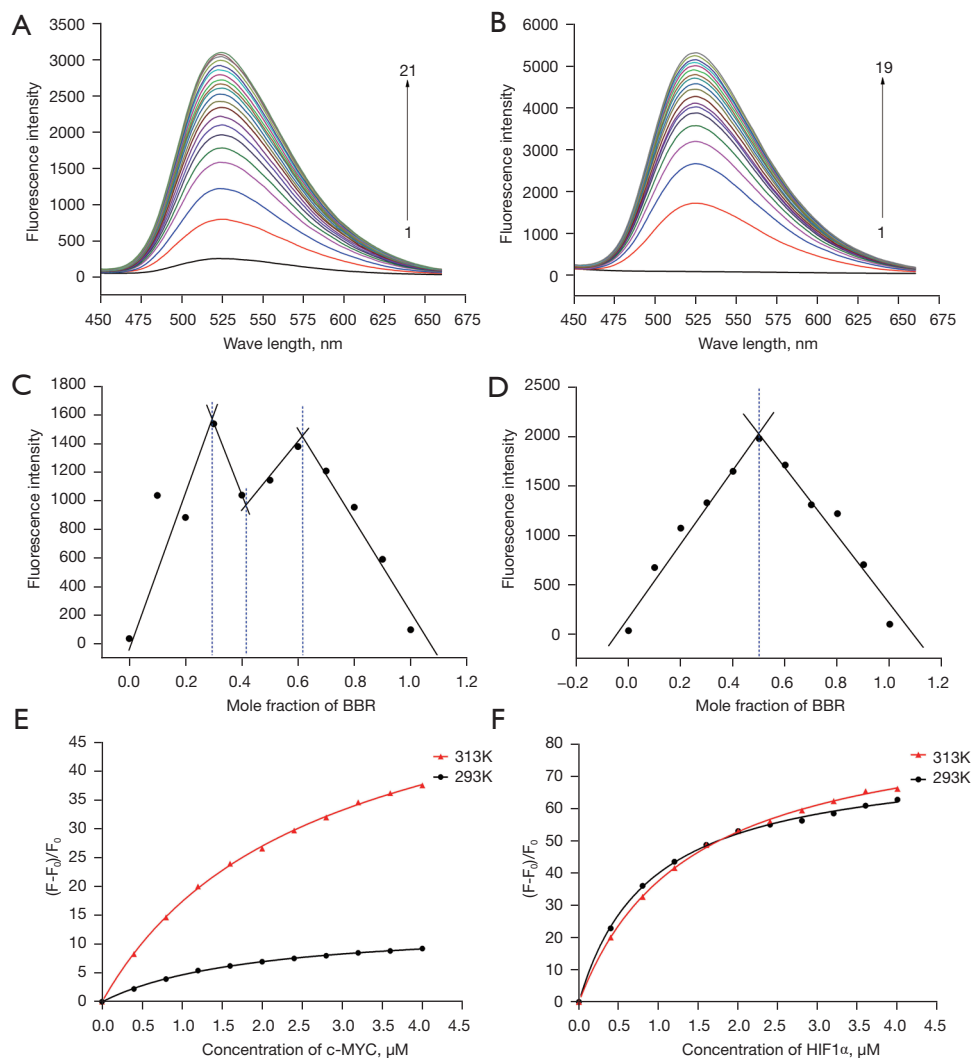 A
Fluorescence intensity
3500
3000
2500
2000
1500
1000
500
0
21
1
450 475 500 525 550 575 600 625 650 675
Wave length, nm
B
Fluorescence intensity
6000
5000
4000
3000
2000
1000
0
19
1
450 475 500 525 550 575 600 625 650 675
Wave length, nm
C
Fluorescence intensity
1800
1600
1400
1200
1000
800
600
400
200
0
0.0 0.2 0.4 0.6 0.8 1.0 1.2
Mole fraction of BBR
D
Fluorescence intensity
2500
2000
1500
1000
500
0
−0.2 0.0 0.2 0.4 0.6 0.8 1.0 1.2
Mole fraction of BBR
E
(F-F₀)/F₀
45
40
35
30
25
20
15
10
5
0
313K
293K
0.0 0.5 1.0 1.5 2.0 2.5 3.0 3.5 4.0 4.5
Concentration of c-MYC, µM
F
(F-F₀)/F₀
80
70
60
50
40
30
20
10
0
313K
293K
0.0 0.5 1.0 1.5 2.0 2.5 3.0 3.5 4.0 4.5
Concentration of HIF1α, µM